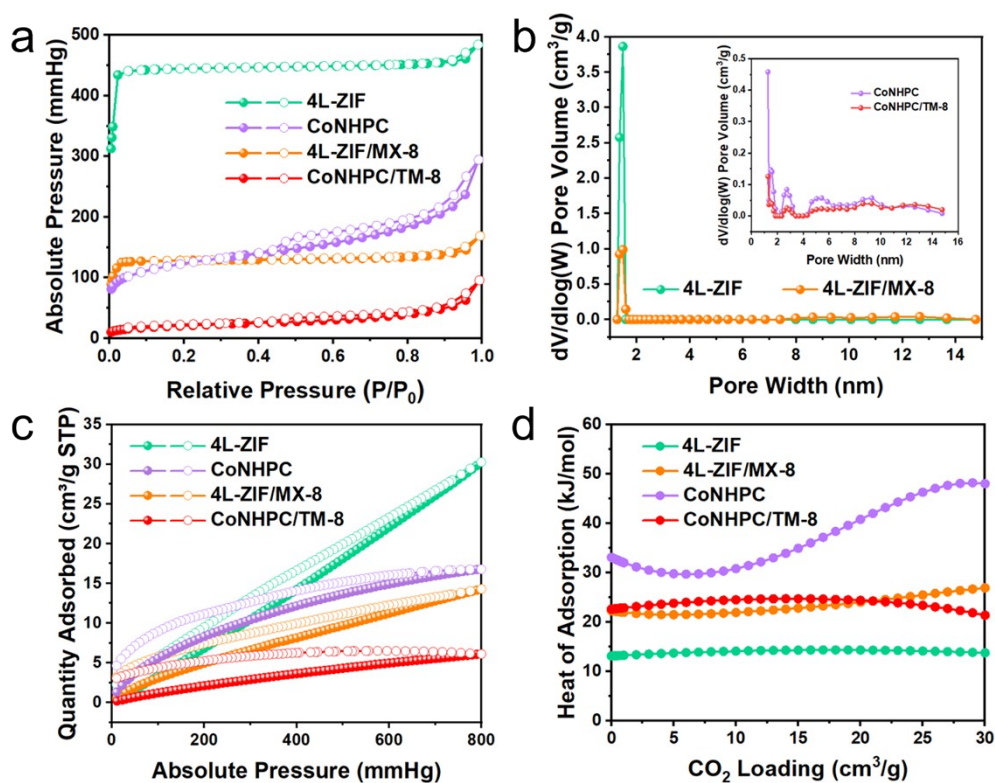 a
Absolute Pressure (mmHg)
500
400
300
200
100
0
4L-ZIF
CoNHPC
4L-ZIF/MX-8
CoNHPC/TM-8
0.0 0.2 0.4 0.6 0.8 1.0
Relative Pressure (P/P₀)
b
dV/dlog(W) Pore Volume (cm³/g)
4.0
3.5
3.0
2.5
2.0
1.5
1.0
0.5
0.0
dV/dlog(W) Pore Volume (cm³/g)
0.5
0.4
0.3
0.2
0.1
0.0
CoNHPC
CoNHPC/TM-8
0 2 4 6 8 10 12 14 16
Pore Width (nm)
4L-ZIF 4L-ZIF/MX-8
2 4 6 8 10 12 14
Pore Width (nm)
c
Quantity Adsorbed (cm³/g STP)
35
30
25
20
15
10
5
0
4L-ZIF
CoNHPC
4L-ZIF/MX-8
CoNHPC/TM-8
0 200 400 600 800
Absolute Pressure (mmHg)
d
Heat of Adsorption (kJ/mol)
60
50
40
30
20
10
0
4L-ZIF
4L-ZIF/MX-8
CoNHPC
CoNHPC/TM-8
0 5 10 15 20 25 30
CO₂ Loading (cm³/g)